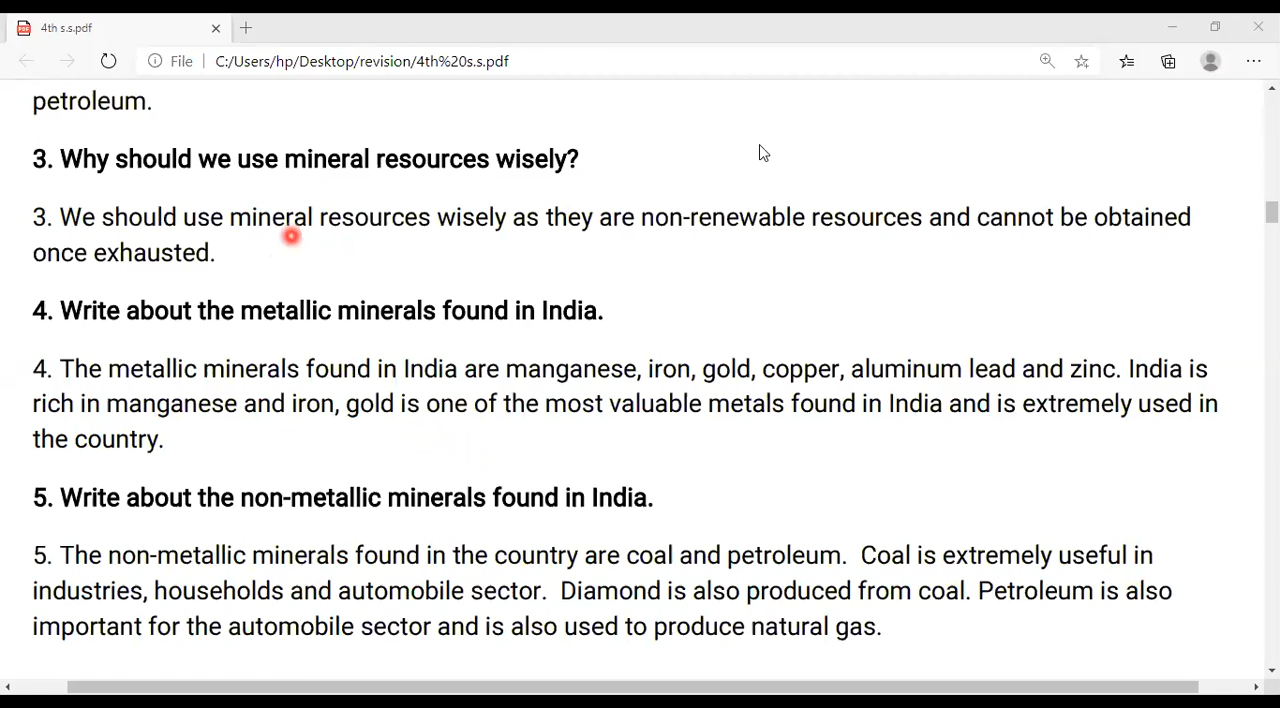 4th s.s.pdf
File
C:/Users/hp/Desktop/revision/4th%20s.s.pdf
petroleum.
3. Why should we use mineral resources wisely?
3. We should use mineral resources wisely as they are non-renewable resources and cannot be obtained
once exhausted.
4. Write about the metallic minerals found in India.
4. The metallic minerals found in India are manganese, iron, gold, copper, aluminum lead and zinc. India is
rich in manganese and iron, gold is one of the most valuable metals found in India and is extremely used in
the country.
5. Write about the non-metallic minerals found in India.
5. The non-metallic minerals found in the country are coal and petroleum.  Coal is extremely useful in
industries, households and automobile sector.  Diamond is also produced from coal. Petroleum is also
important for the automobile sector and is also used to produce natural gas.